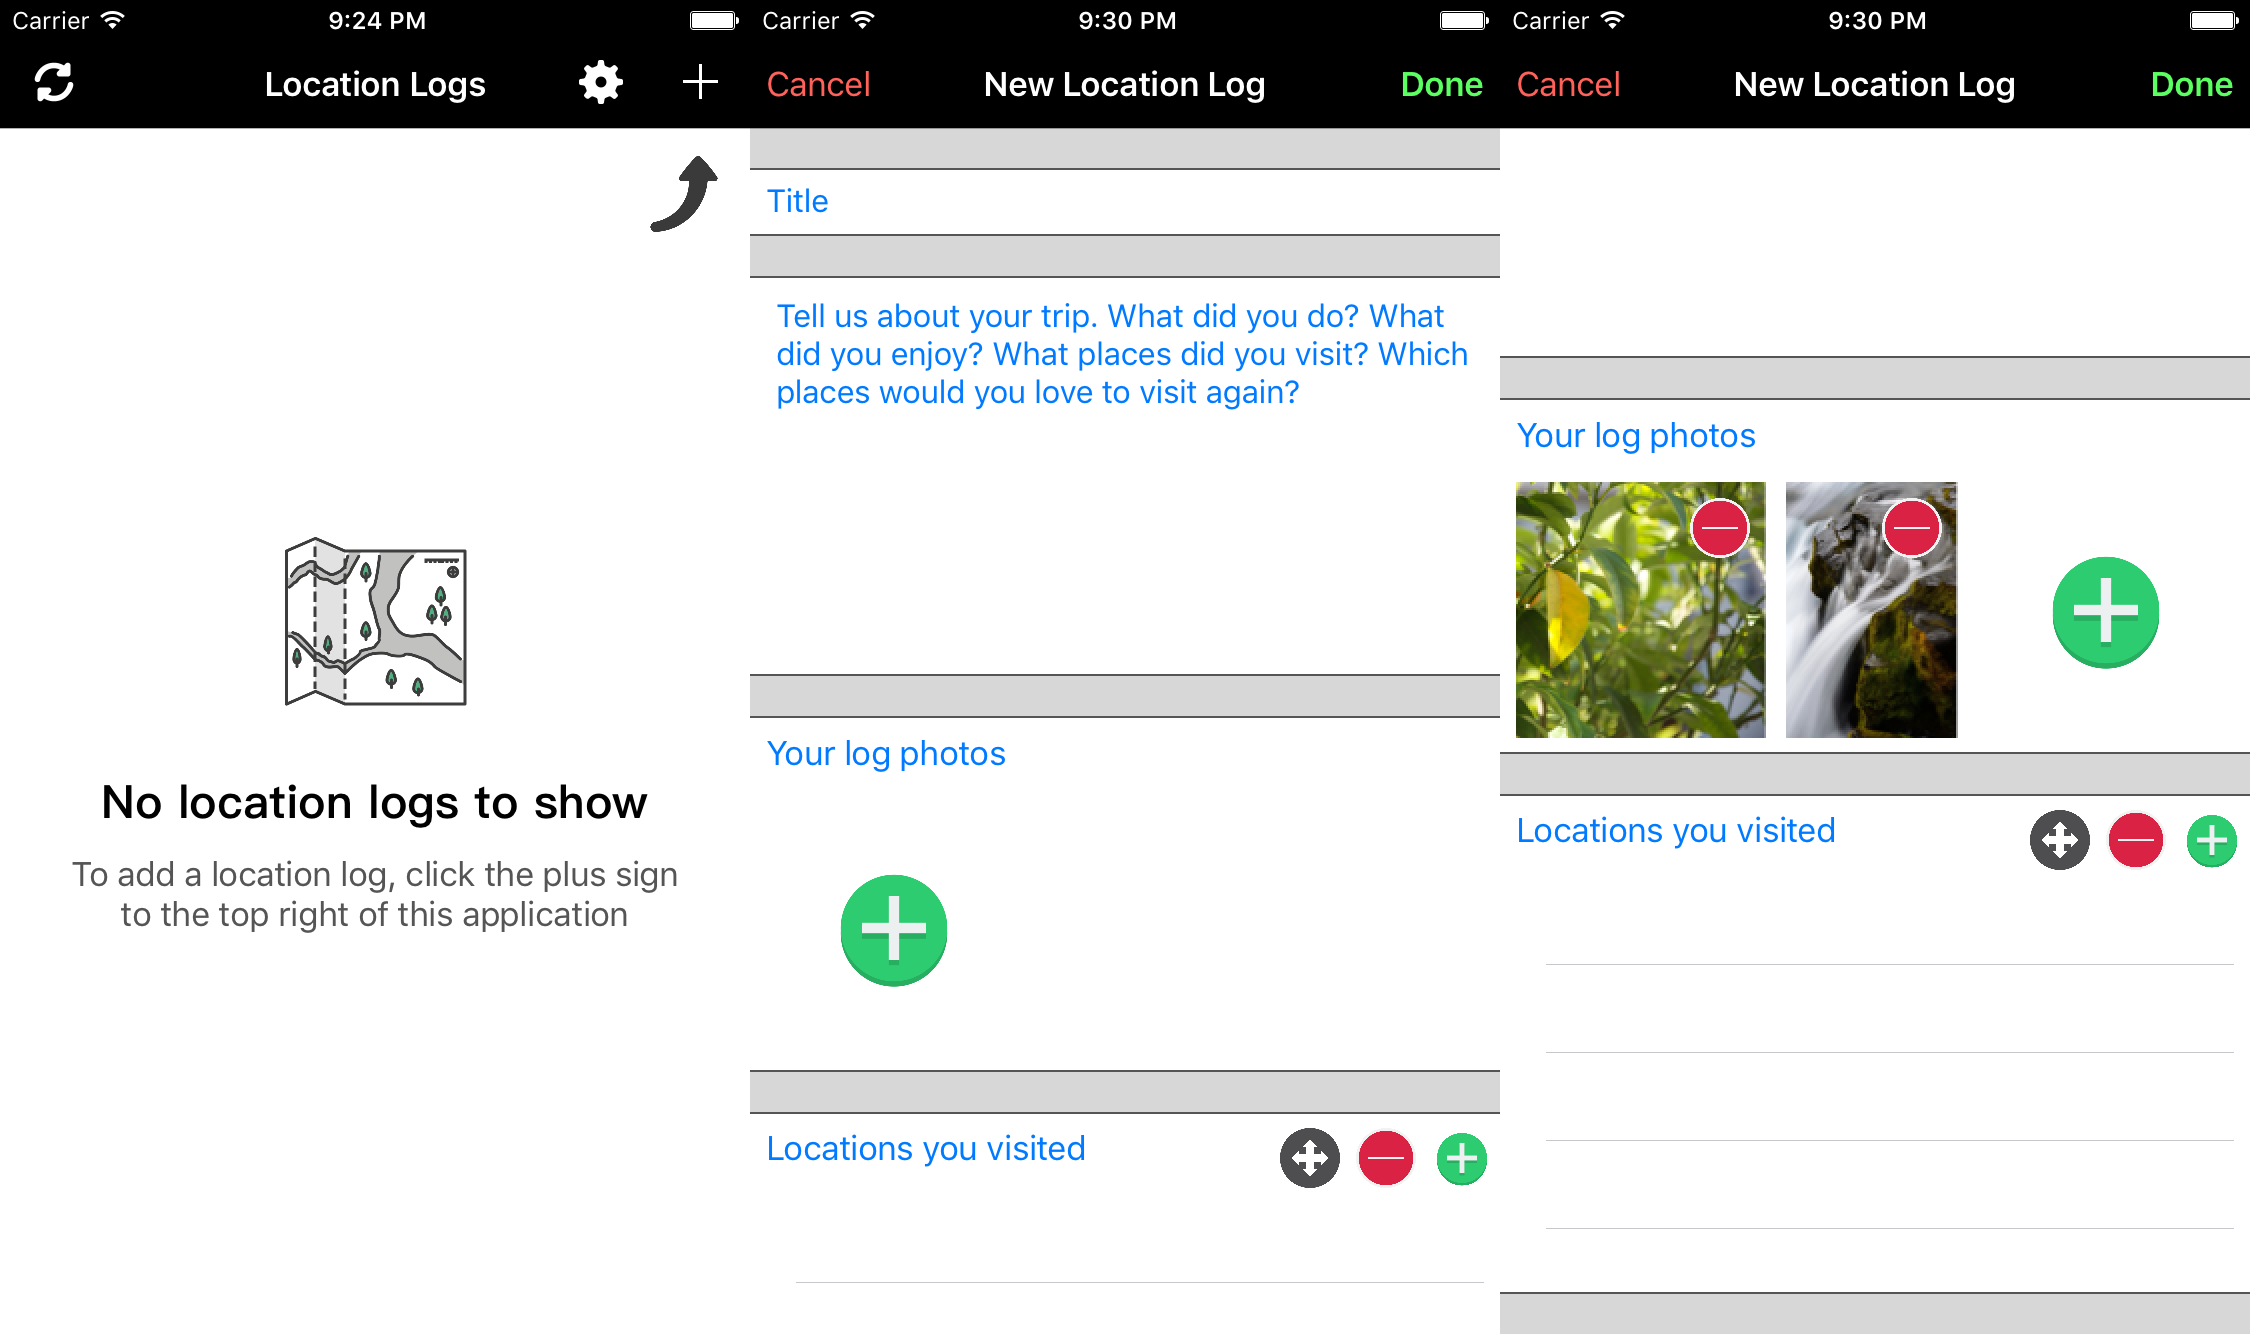 Carrier 9:24 PM
Location Logs
No location logs to show
To add a location log, click the plus sign
to the top right of this application
Carrier 9:30 PM
Cancel New Location Log Done
Title
Tell us about your trip. What did you do? What
did you enjoy? What places did you visit? Which
places would you love to visit again?
Your log photos
Locations you visited
Carrier 9:30 PM
Cancel New Location Log Done
Your log photos
Locations you visited